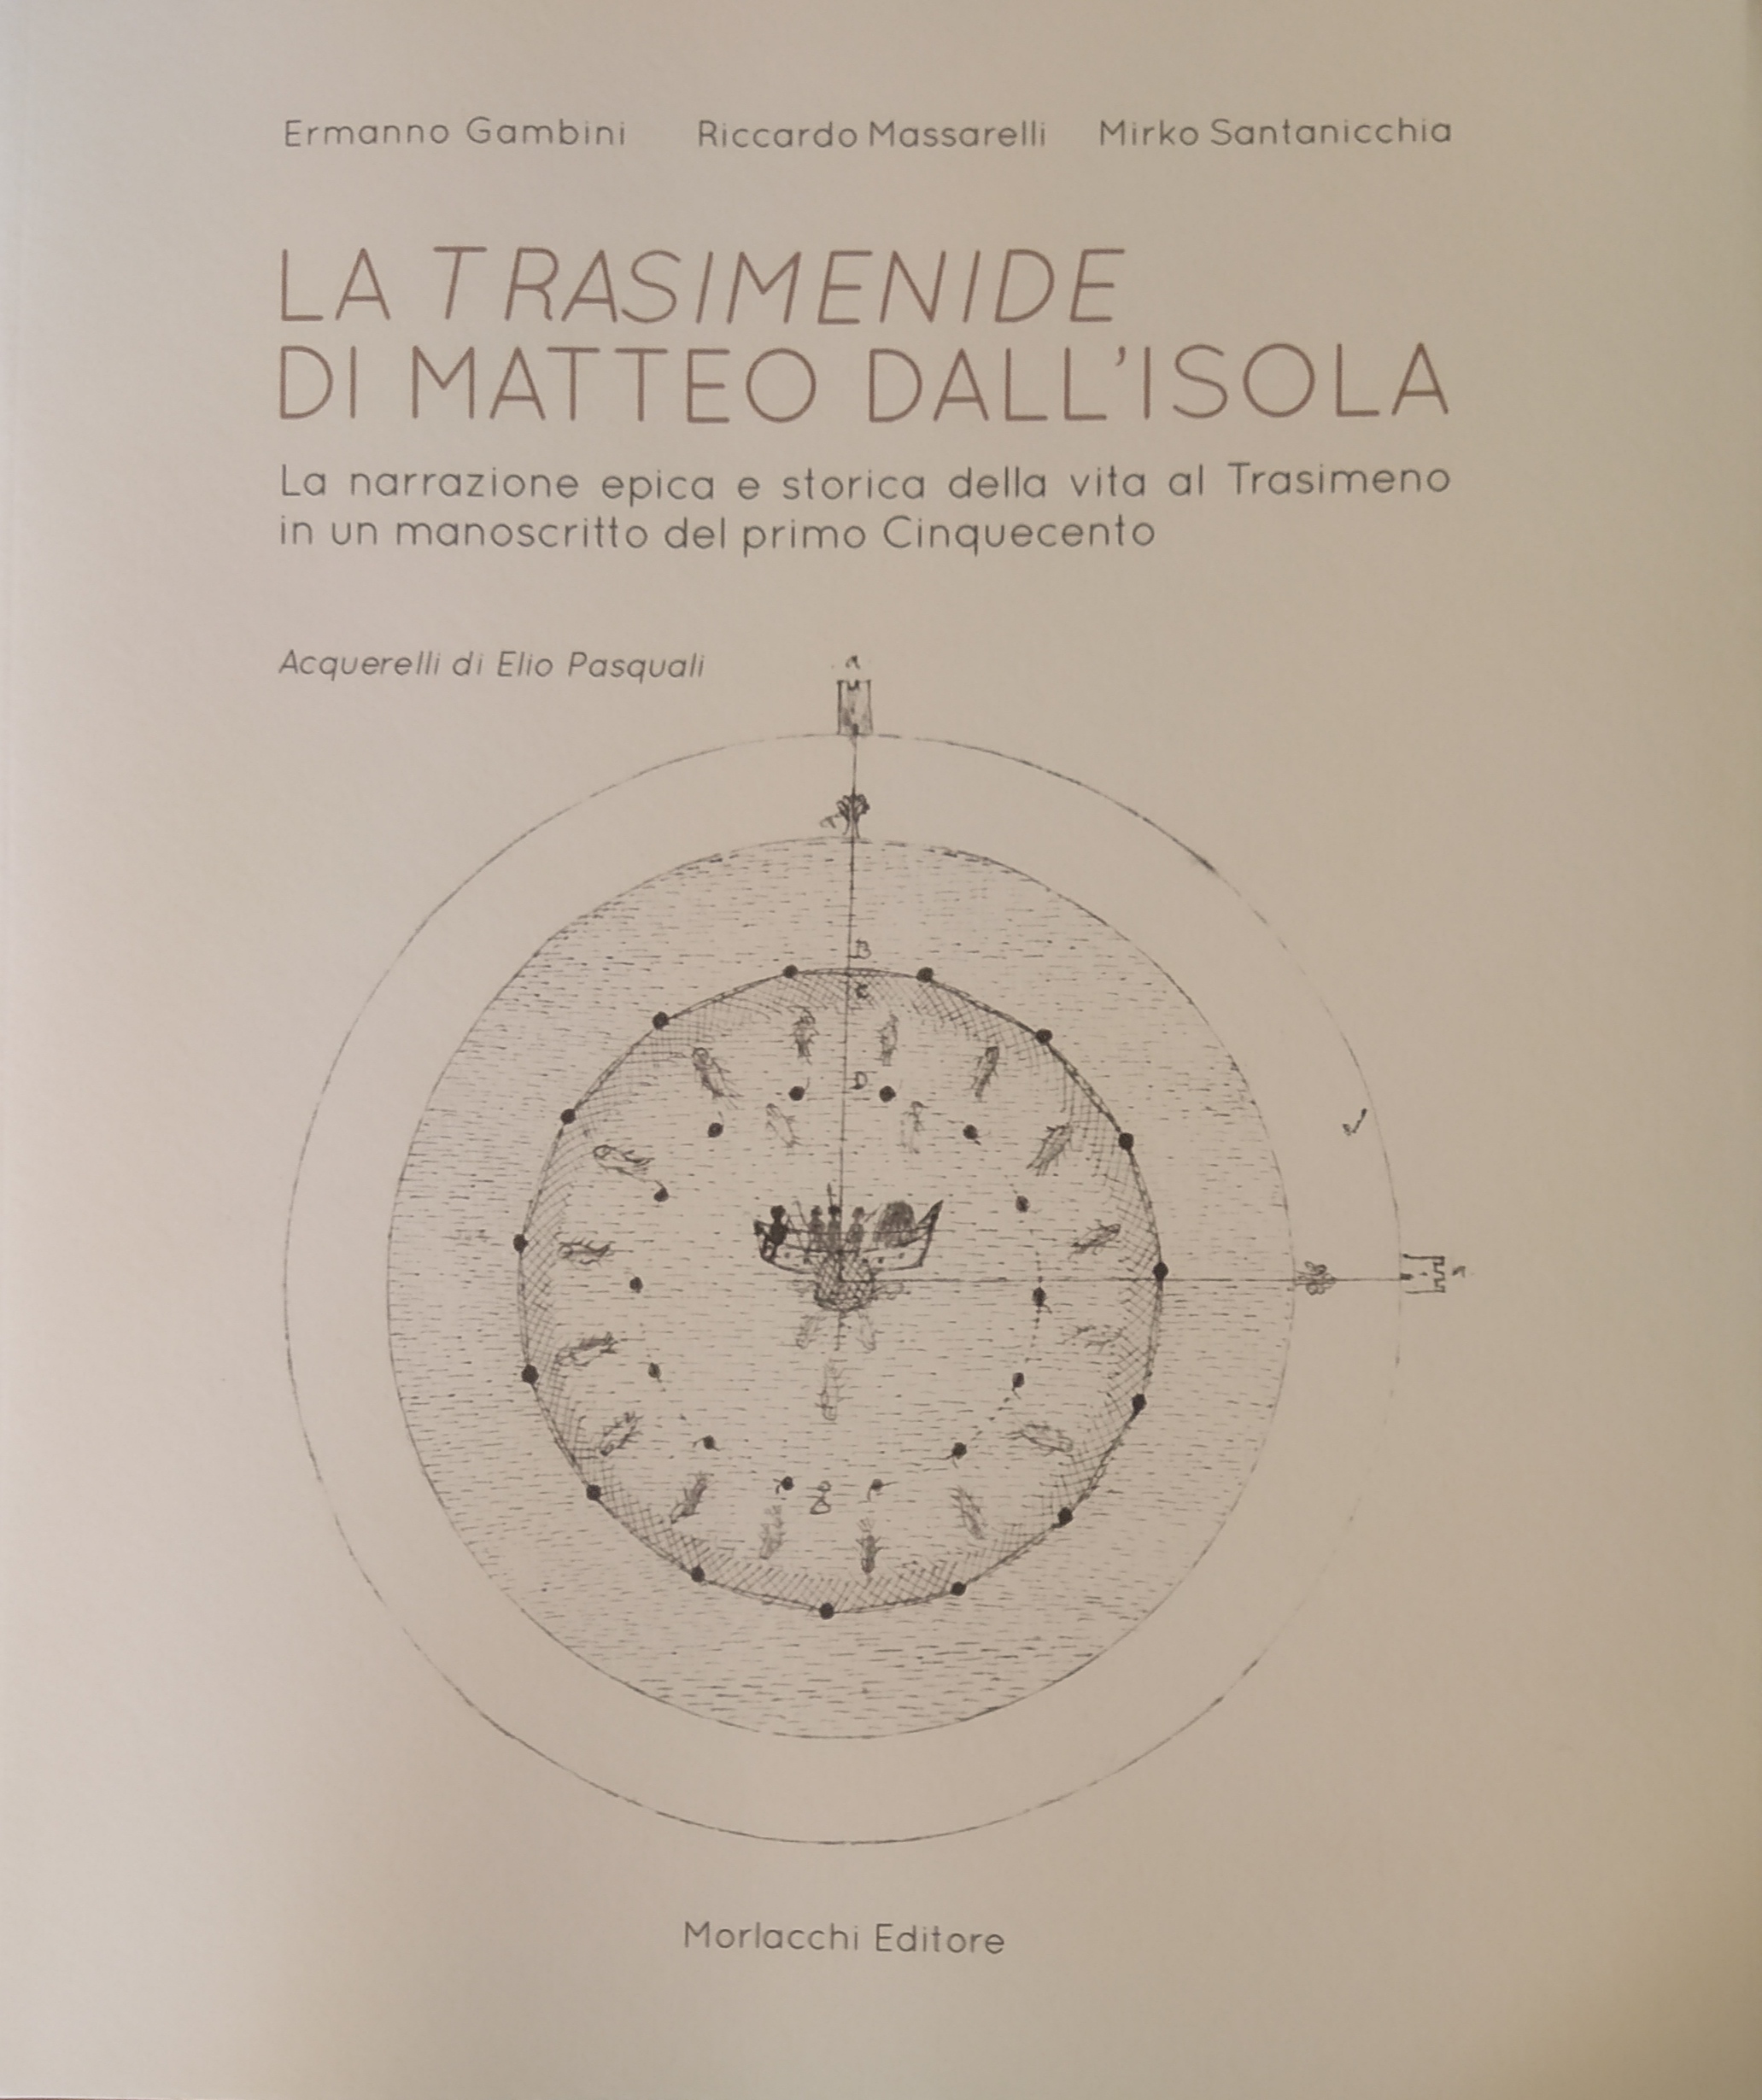 Ermanno Gambini Riccardo Massarelli Mirko Santanicchia
LA TRASIMENIDE
DI MATTEO DALL'ISOLA
La narrazione epica e storica della vita al Trasimeno
in un manoscritto del primo Cinquecento
Acquerelli di Elio Pasquali
a
B
C
D
Morlacchi Editore